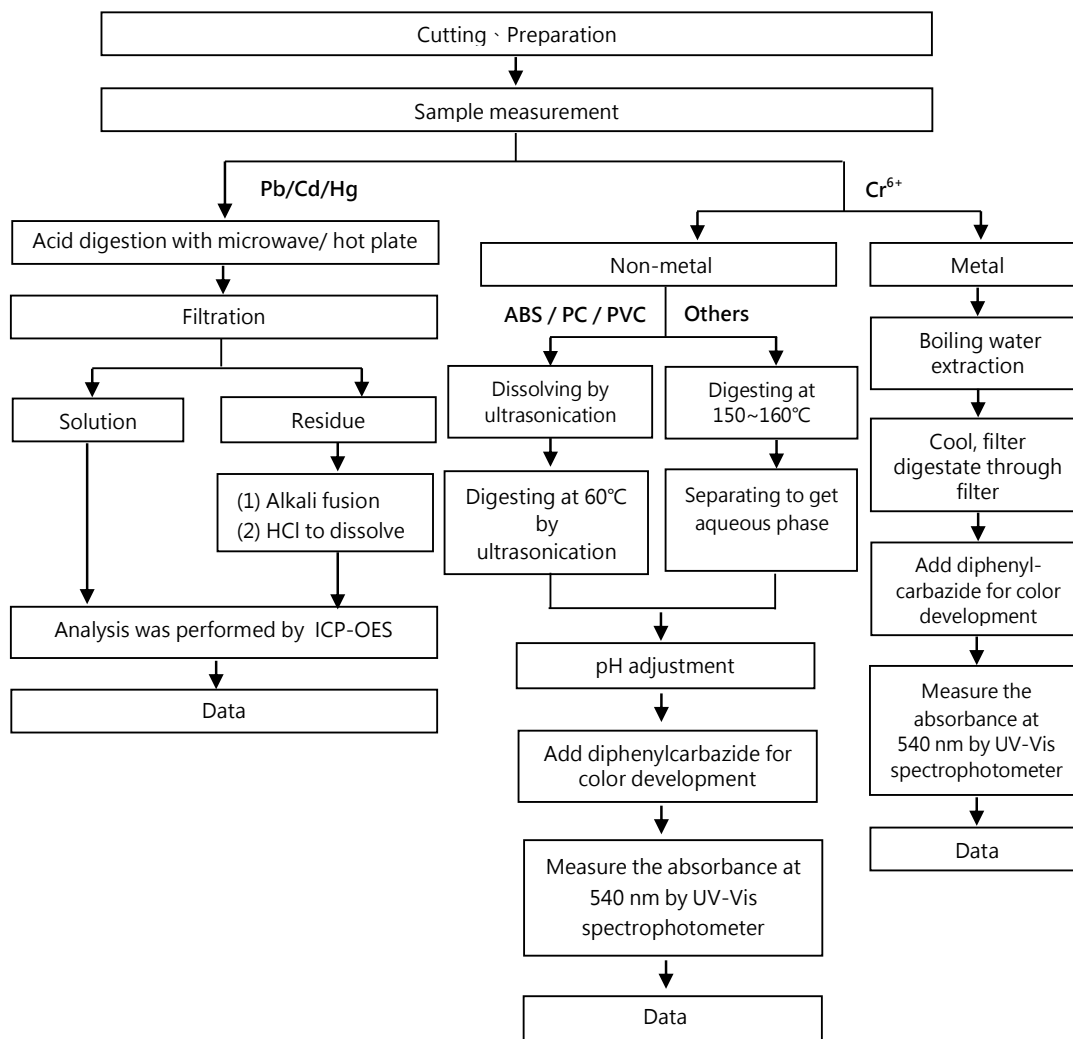 Cutting、Preparation
Sample measurement
Pb/Cd/Hg
Cr⁶⁺
Acid digestion with microwave/ hot plate
Filtration
Solution
Residue
(1) Alkali fusion
(2) HCl to dissolve
Analysis was performed by ICP-OES
Data
Non-metal
ABS / PC / PVC
Others
Dissolving by
ultrasonication
Digesting at
150~160℃
Digesting at 60℃
by
ultrasonication
Separating to get
aqueous phase
pH adjustment
Add diphenylcarbazide for
color development
Measure the absorbance at
540 nm by UV-Vis
spectrophotometer
Data
Metal
Boiling water
extraction
Cool, filter
digestate through
filter
Add diphenyl-
carbazide for color
development
Measure the
absorbance at
540 nm by UV-Vis
spectrophotometer
Data